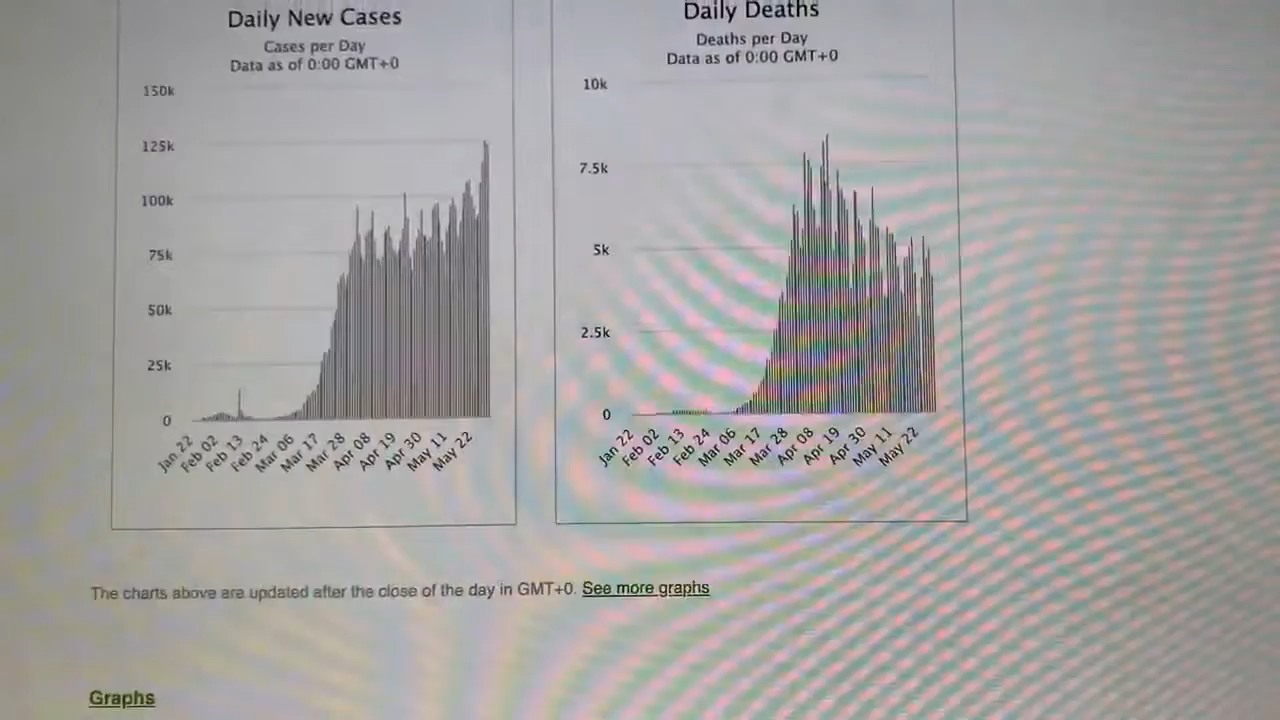 Daily New Cases
Cases per Day
Data as of 0:00 GMT+0
150k
125k
100k
75k
50k
25k
0
Jan 22
Feb 02
Feb 13
Feb 24
Mar 06
Mar 17
Mar 28
Apr 08
Apr 19
Apr 30
May 11
May 22
Daily Deaths
Deaths per Day
Data as of 0:00 GMT+0
10k
7.5k
5k
2.5k
0
Jan 22
Feb 02
Feb 13
Feb 24
Mar 06
Mar 17
Mar 28
Apr 08
Apr 19
Apr 30
May 11
May 22
The charts above are updated after the close of the day in GMT+0. See more graphs
Graphs